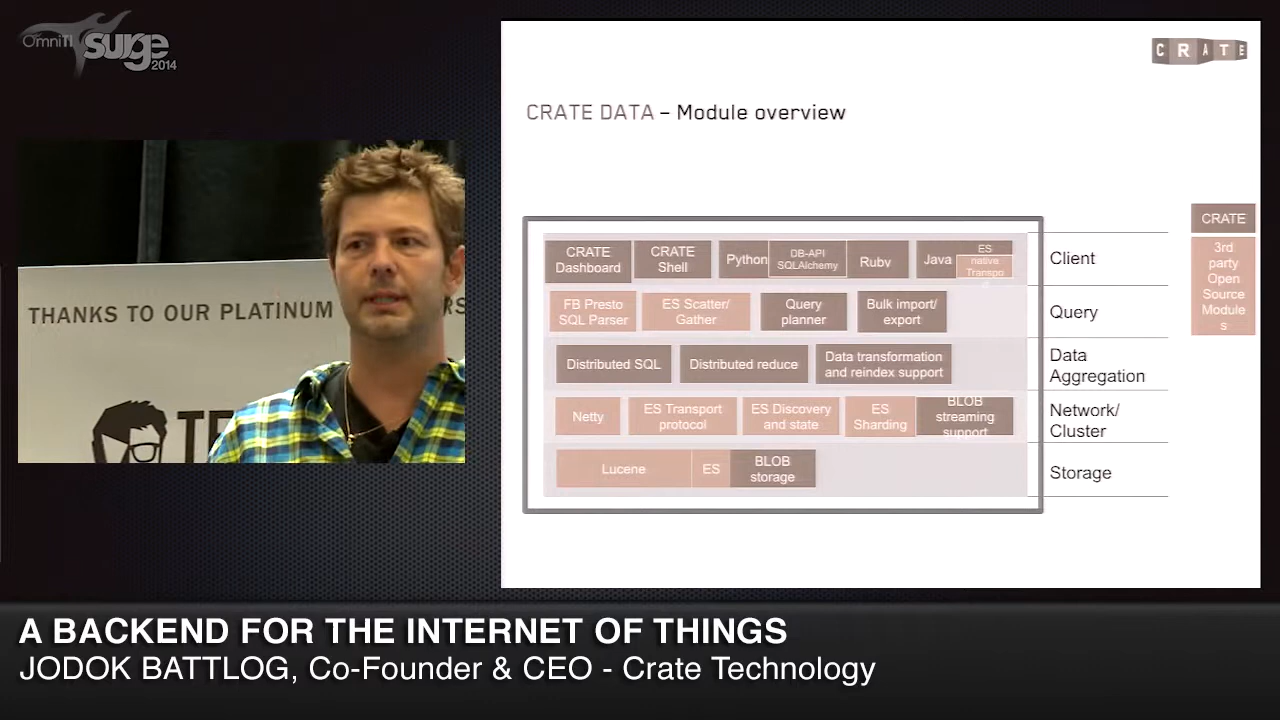 OmniTI surge 2014
CRATE
CRATE DATA – Module overview
THANKS TO OUR PLATINUM
RS
CRATE
Dashboard
CRATE
Shell
Python
DB-API
SQLAlchemy
Ruby
Java
ES
native
Transpo
Client
FB Presto
SQL Parser
ES Scatter/
Gather
Query
planner
Bulk import/
export
Query
Distributed SQL
Distributed reduce
Data transformation
and reindex support
Data
Aggregation
Netty
ES Transport
protocol
ES Discovery
and state
ES
Sharding
BLOB
streaming
support
Network/
Cluster
Lucene
ES
BLOB
storage
Storage
CRATE
3rd
party
Open
Source
Module
s
A BACKEND FOR THE INTERNET OF THINGS
JODOK BATTLOG, Co-Founder & CEO - Crate Technology